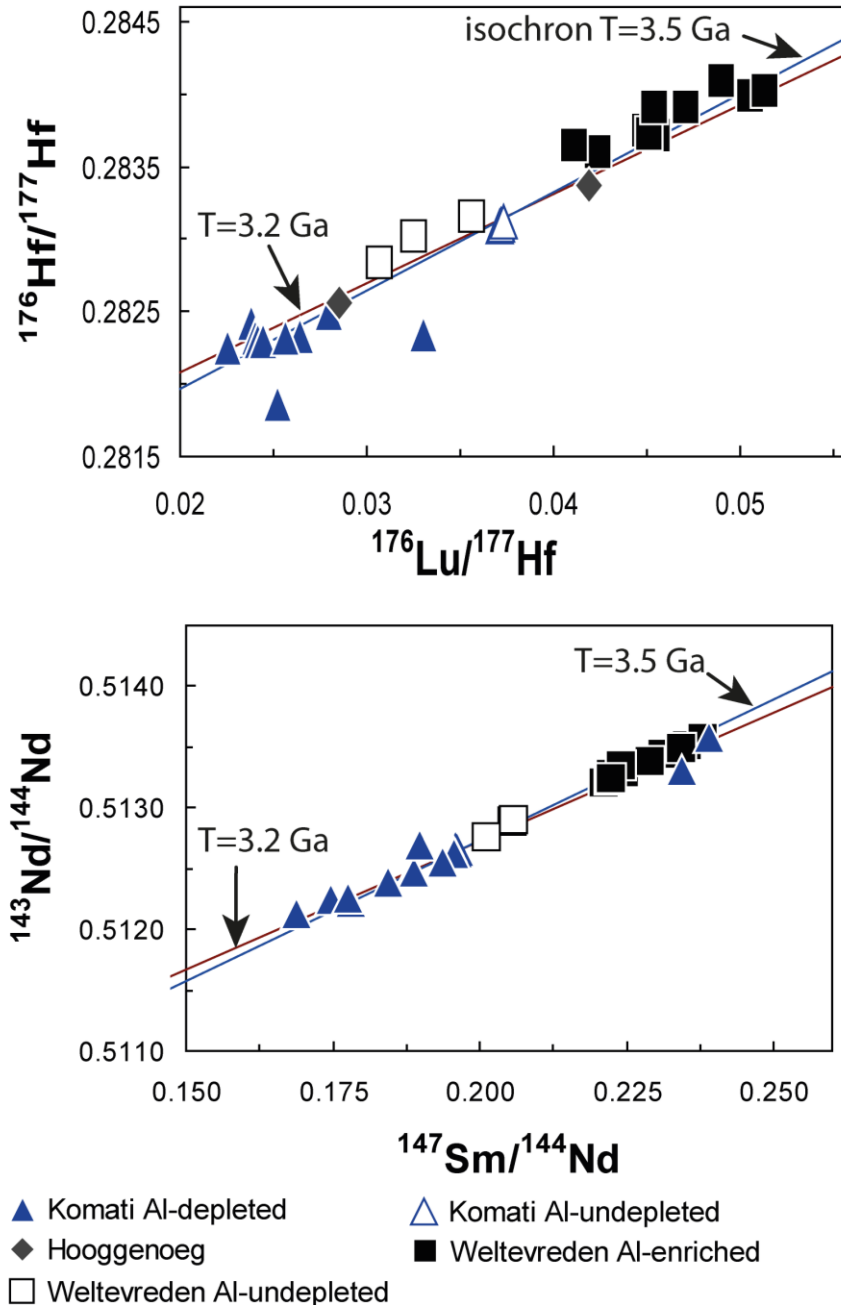 isochron T=3.5 Ga
T=3.2 Ga
0.2845
0.2835
0.2825
0.2815
¹⁷⁶Hf/¹⁷⁷Hf
0.02 0.03 0.04 0.05
¹⁷⁶Lu/¹⁷⁷Hf
T=3.5 Ga
T=3.2 Ga
0.5140
0.5130
0.5120
0.5110
¹⁴³Nd/¹⁴⁴Nd
0.150 0.175 0.200 0.225 0.250
¹⁴⁷Sm/¹⁴⁴Nd
Komati Al-depleted
Komati Al-undepleted
Hooggenoeg
Weltevreden Al-enriched
Weltevreden Al-undepleted